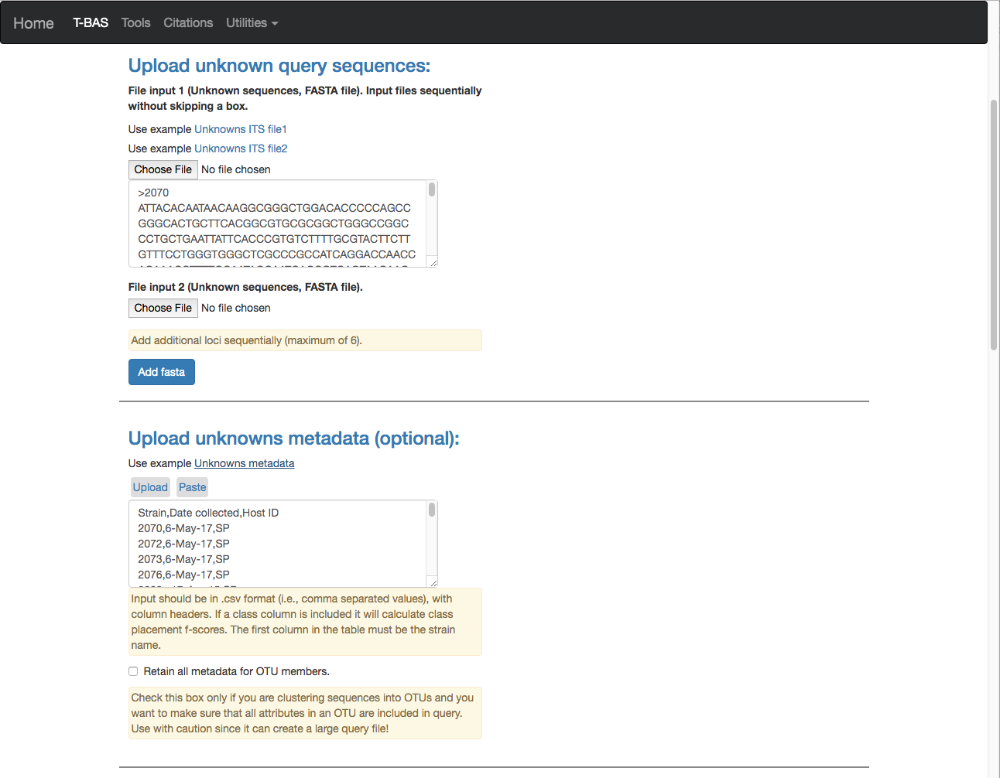 Home T-BAS Tools Citations Utilities
Upload unknown query sequences:
File input 1 (Unknown sequences, FASTA file). Input files sequentially
without skipping a box.
Use example Unknowns ITS file1
Use example Unknowns ITS file2
Choose File No file chosen
>2070
ATTACACAATAACAAGGCGGGCTGGACACCCCCAGCC
GGGCACTGCTTCACGGCGTGCGCGGCTGGGCCGGC
CCTGCTGAATTATTCACCCGTGTCTTTTGCGTACTTCTT
GTTTCCTGGGTGGGCTCGCCCGCCATCAGGACCAACC
File input 2 (Unknown sequences, FASTA file).
Choose File No file chosen
Add additional loci sequentially (maximum of 6).
Add fasta
Upload unknowns metadata (optional):
Use example Unknowns metadata
Upload Paste
Strain,Date collected,Host ID
2070,6-May-17,SP
2072,6-May-17,SP
2073,6-May-17,SP
2076,6-May-17,SP
Input should be in .csv format (i.e., comma separated values), with
column headers. If a class column is included it will calculate class
placement f-scores. The first column in the table must be the strain
name.
Retain all metadata for OTU members.
Check this box only if you are clustering sequences into OTUs and you
want to make sure that all attributes in an OTU are included in query.
Use with caution since it can create a large query file!